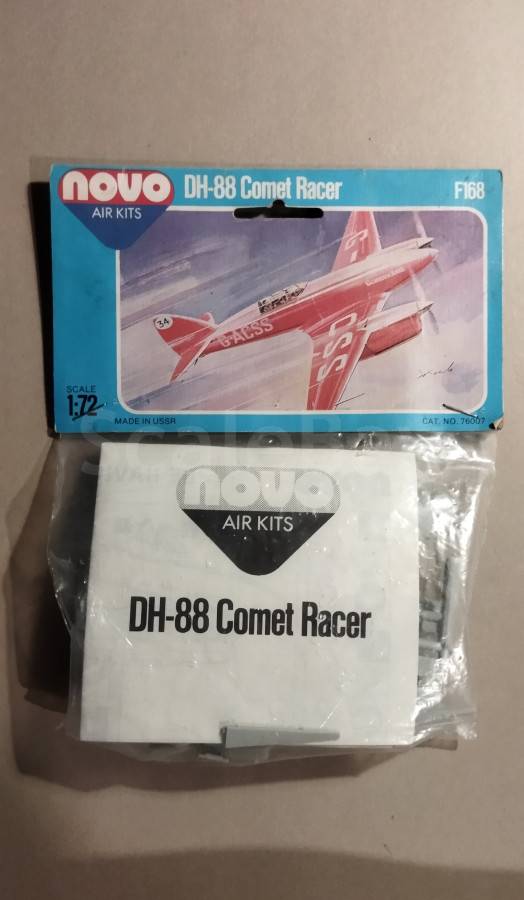 novo
AIR KITS
DH-88 Comet Racer
F168
34
G-ACSS
SCALE
1:72
MADE IN USSR
CAT. NO. 76007
novo
AIR KITS
DH-88 Comet Racer